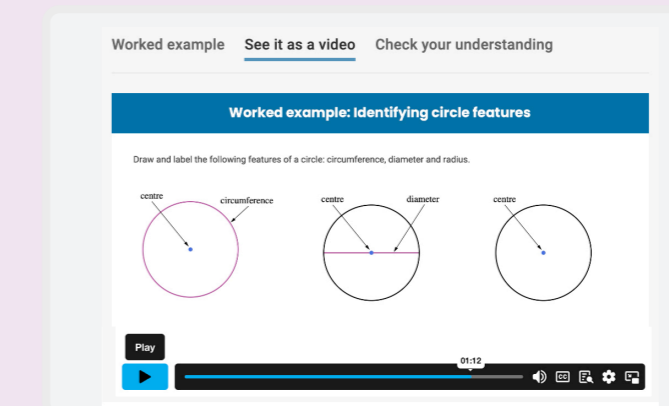 Worked example See it as a video Check your understanding
Worked example: Identifying circle features
Draw and label the following features of a circle: circumference, diameter and radius.
centre circumference centre diameter centre
Play
01:12
CC